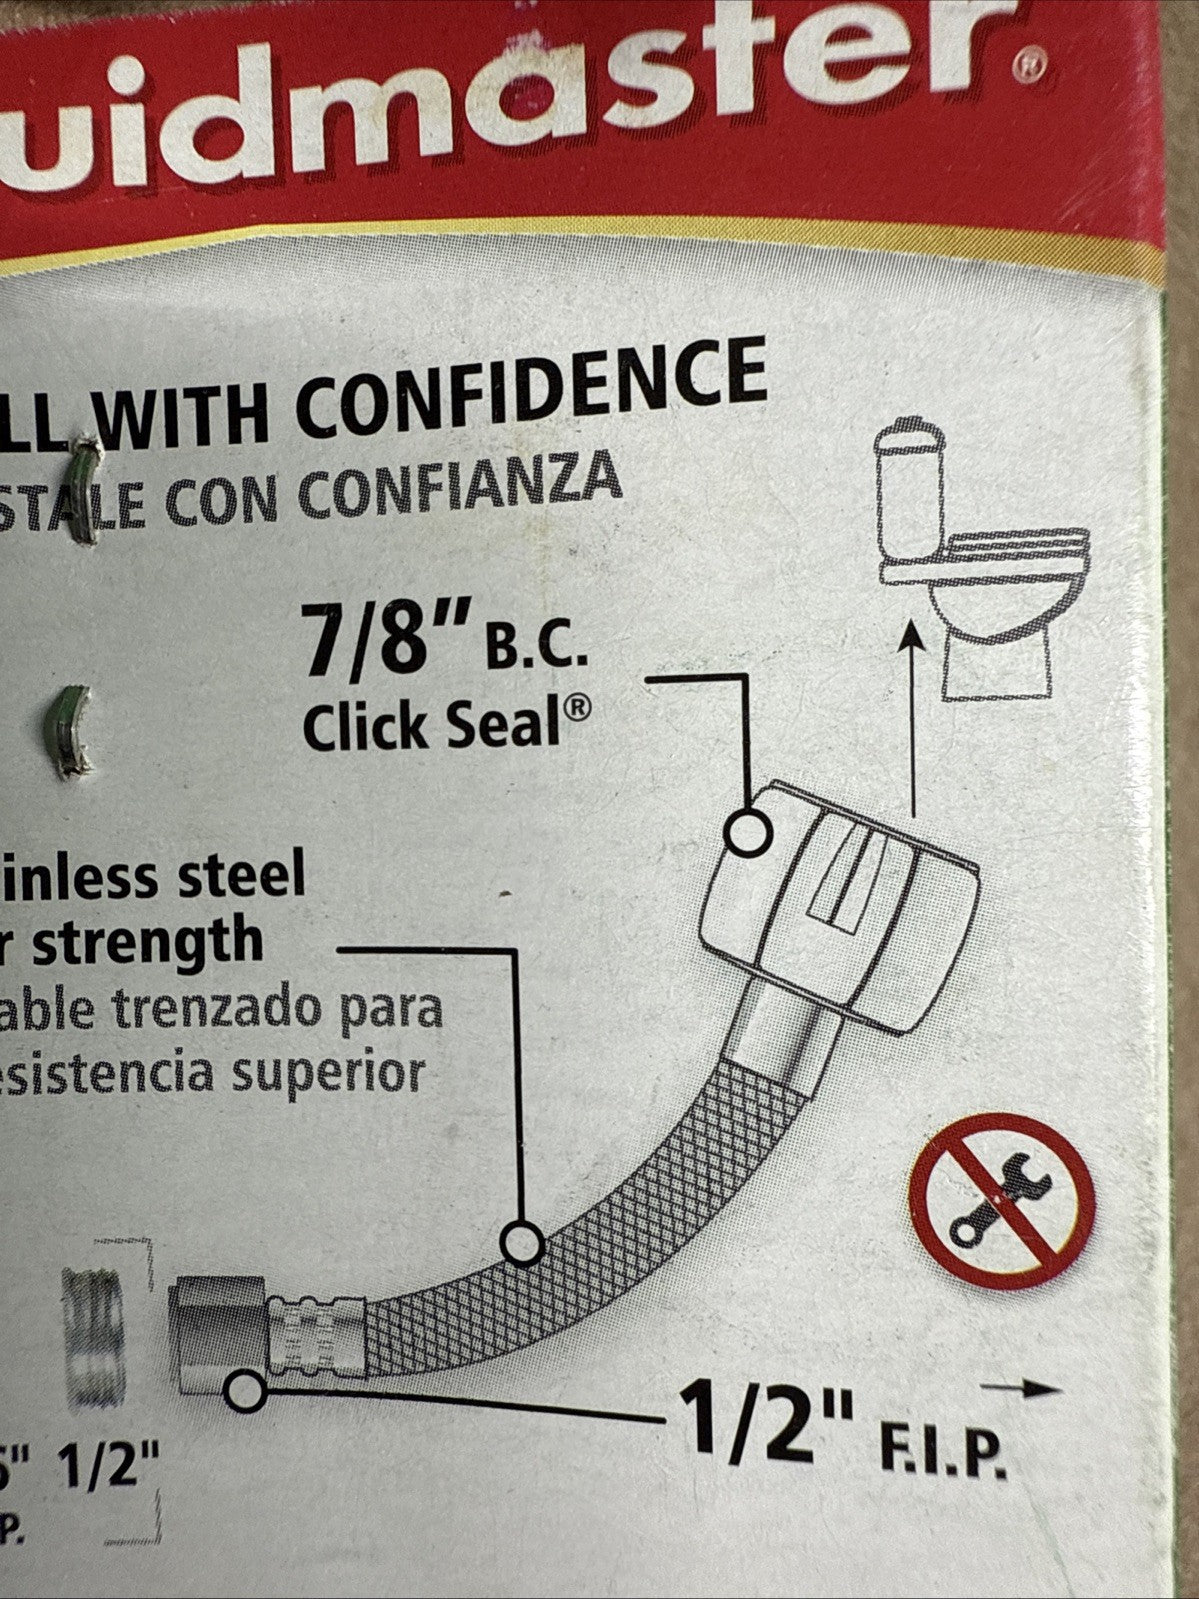 uidmaster®
LL WITH CONFIDENCE
STALE CON CONFIANZA
7/8" B.C.
Click Seal®
inless steel
r strength
able trenzado para
esistencia superior
1/2" F.I.P.
6" 1/2"
P.